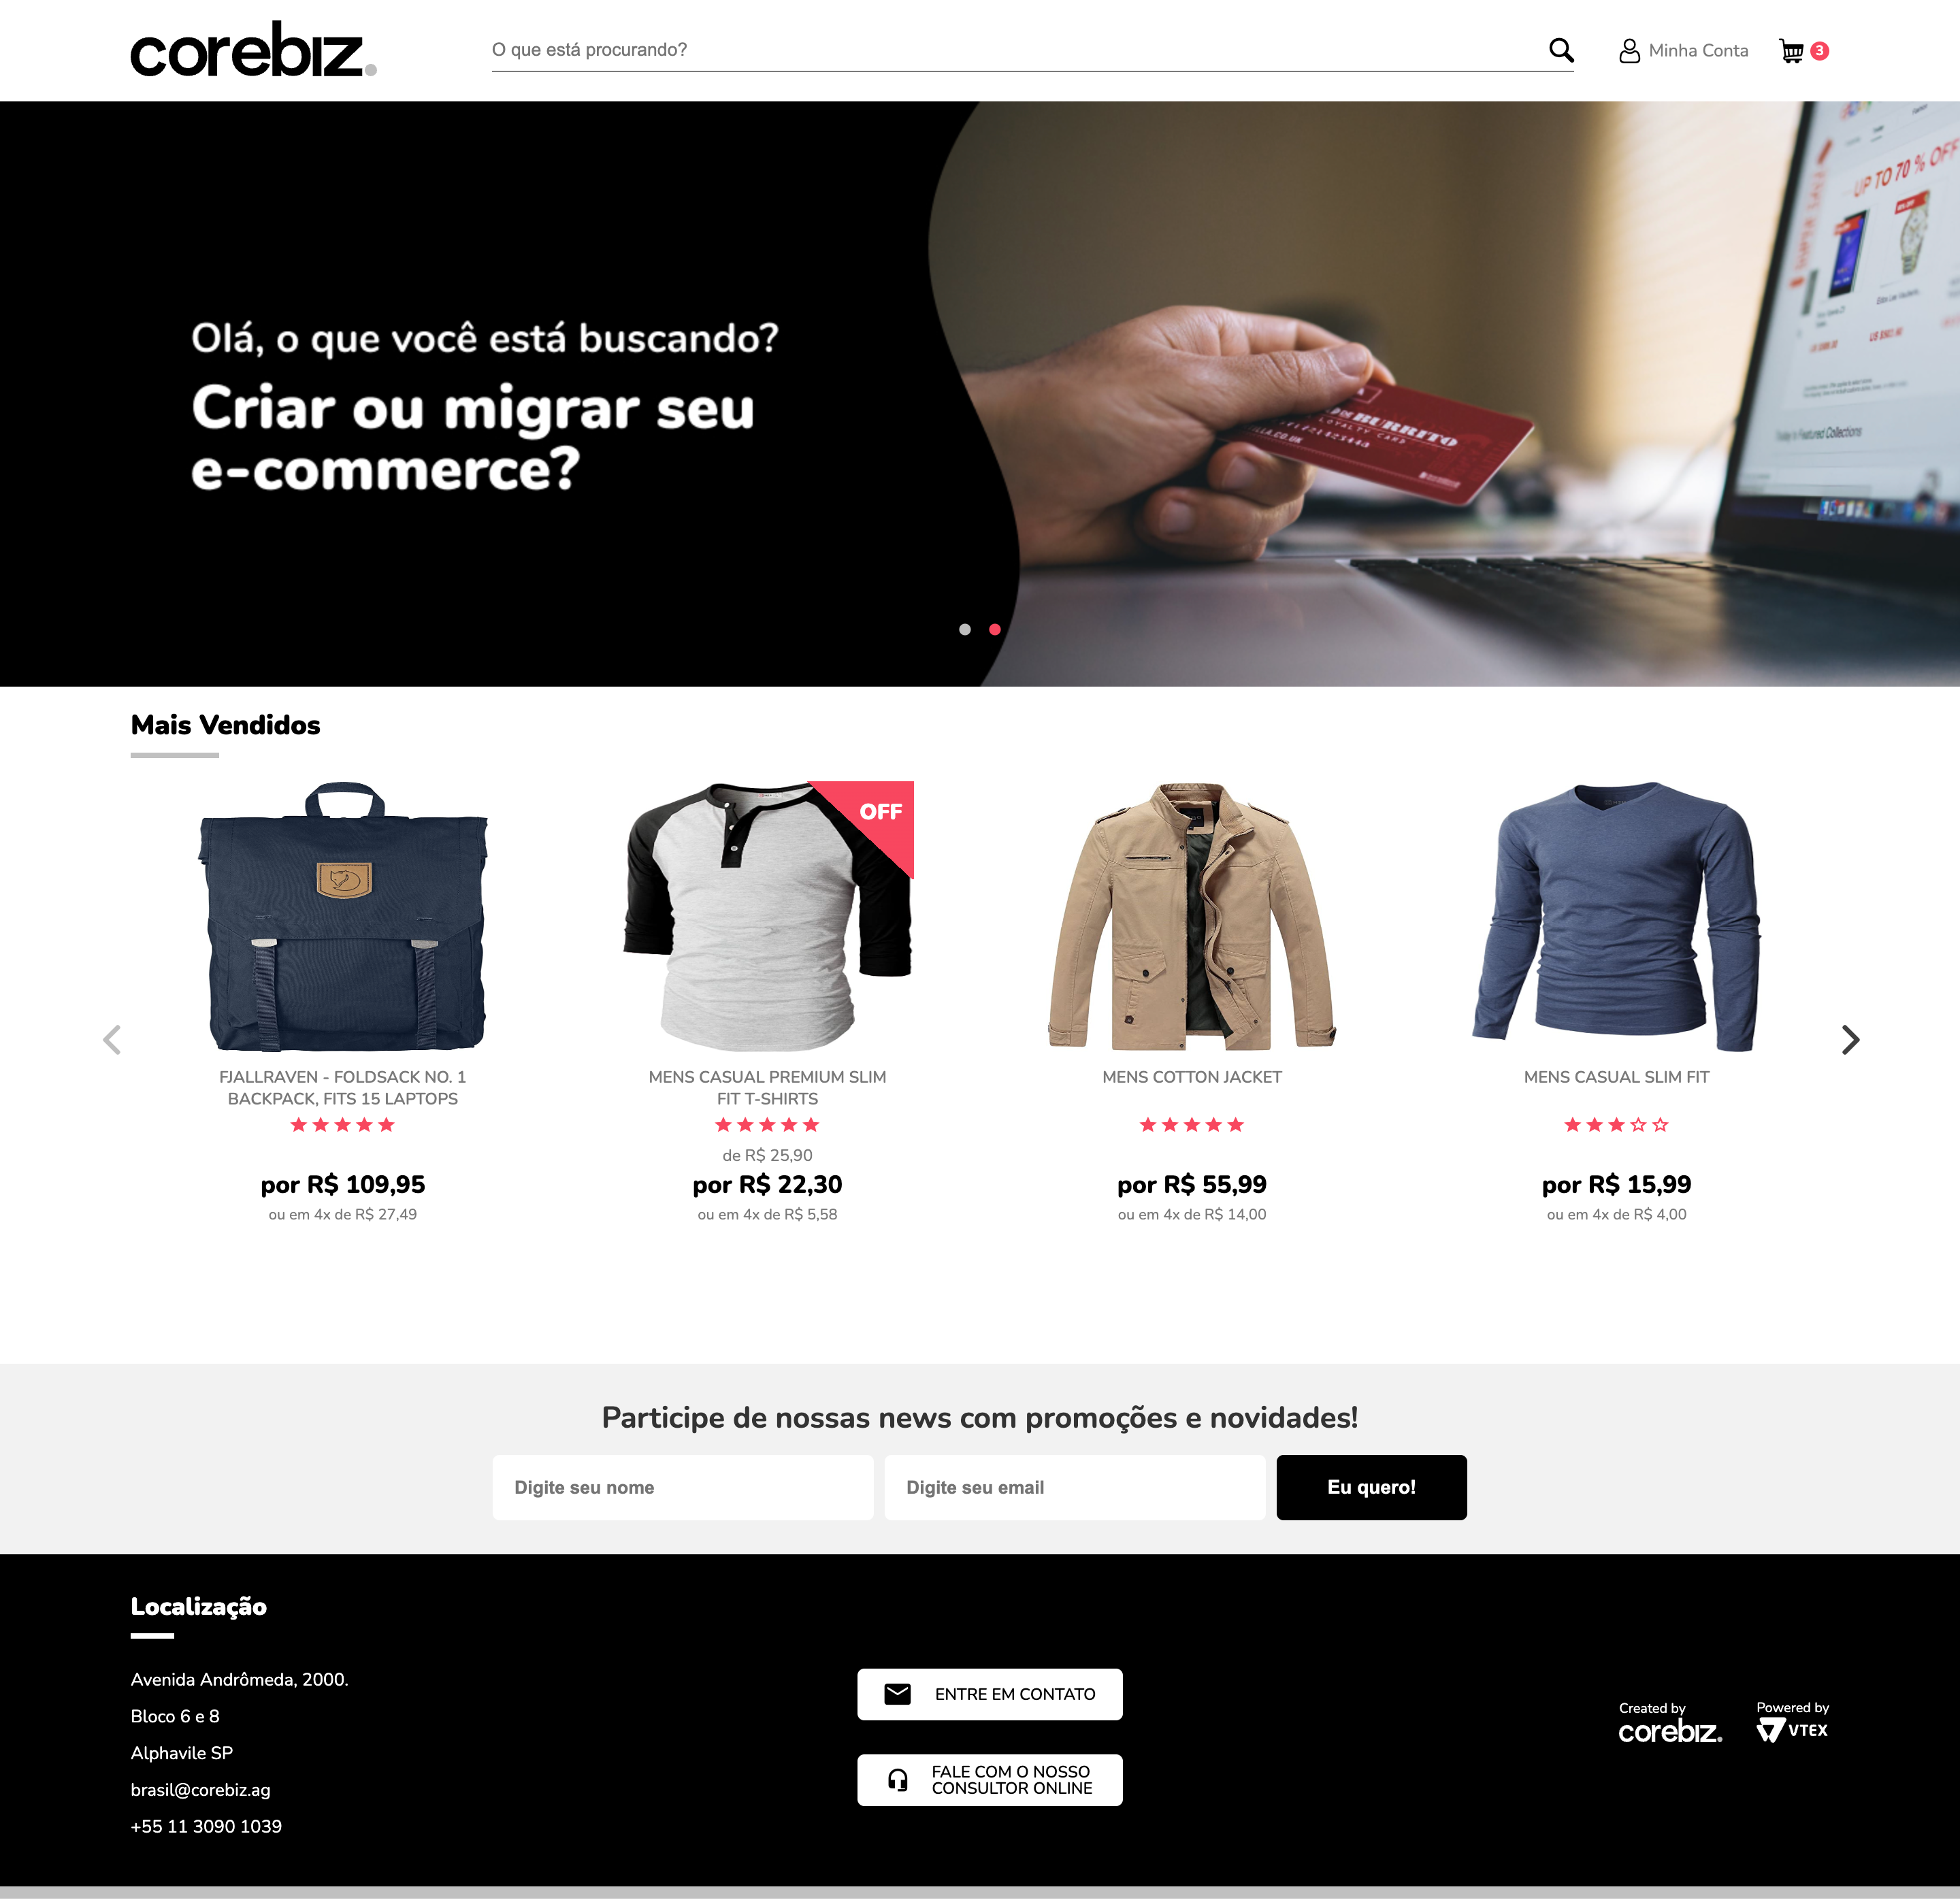 corebiz.
O que está procurando?
Minha Conta
3
UP TO 70 % OFF
Olá, o que você está buscando?
Criar ou migrar seu
e-commerce?
BURRITO
LOYALTY CARD
Today's Featured Collections
Mais Vendidos
OFF
FJALLRAVEN - FOLDSACK NO. 1
BACKPACK, FITS 15 LAPTOPS
MENS CASUAL PREMIUM SLIM
FIT T-SHIRTS
MENS COTTON JACKET
MENS CASUAL SLIM FIT
de R$ 25,90
por R$ 109,95
por R$ 22,30
por R$ 55,99
por R$ 15,99
ou em 4x de R$ 27,49
ou em 4x de R$ 5,58
ou em 4x de R$ 14,00
ou em 4x de R$ 4,00
Participe de nossas news com promoções e novidades!
Digite seu nome
Digite seu email
Eu quero!
Localização
Avenida Andrômeda, 2000.
Bloco 6 e 8
Alphavile SP
brasil@corebiz.ag
+55 11 3090 1039
ENTRE EM CONTATO
FALE COM O NOSSO
CONSULTOR ONLINE
Created by
corebiz.
Powered by
VTEX